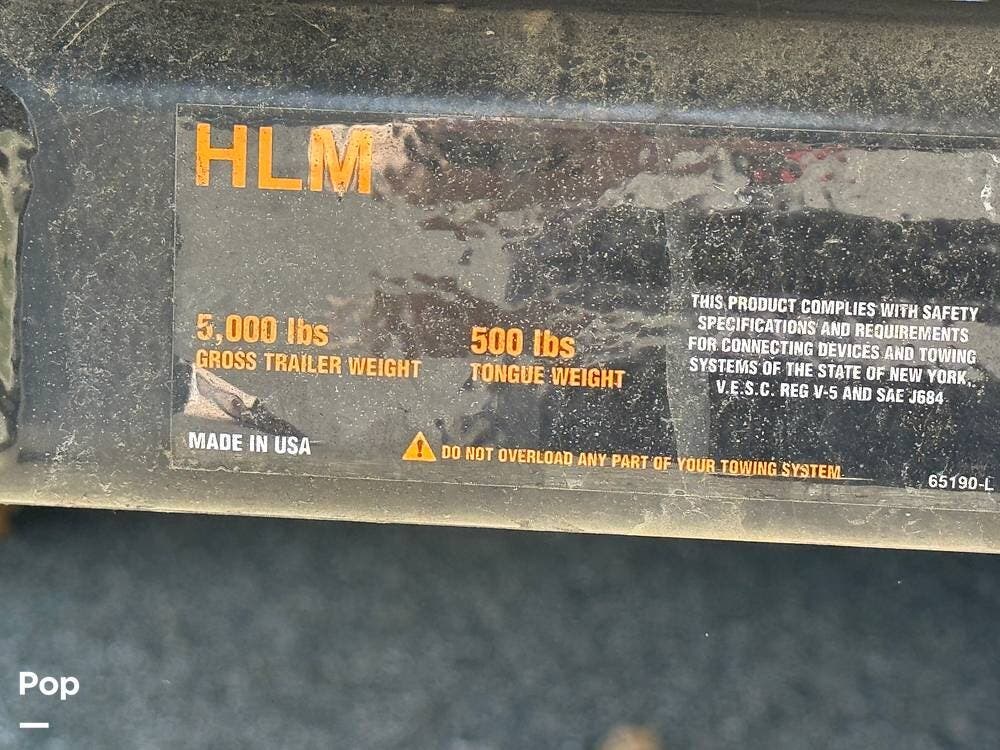 HLM
5,000 lbs
GROSS TRAILER WEIGHT
500 lbs
TONGUE WEIGHT
THIS PRODUCT COMPLIES WITH SAFETY
SPECIFICATIONS AND REQUIREMENTS
FOR CONNECTING DEVICES AND TOWING
SYSTEMS OF THE STATE OF NEW YORK,
V.E.S.C. REG V-5 AND SAE J684
MADE IN USA
DO NOT OVERLOAD ANY PART OF YOUR TOWING SYSTEM
65190-L
Pop